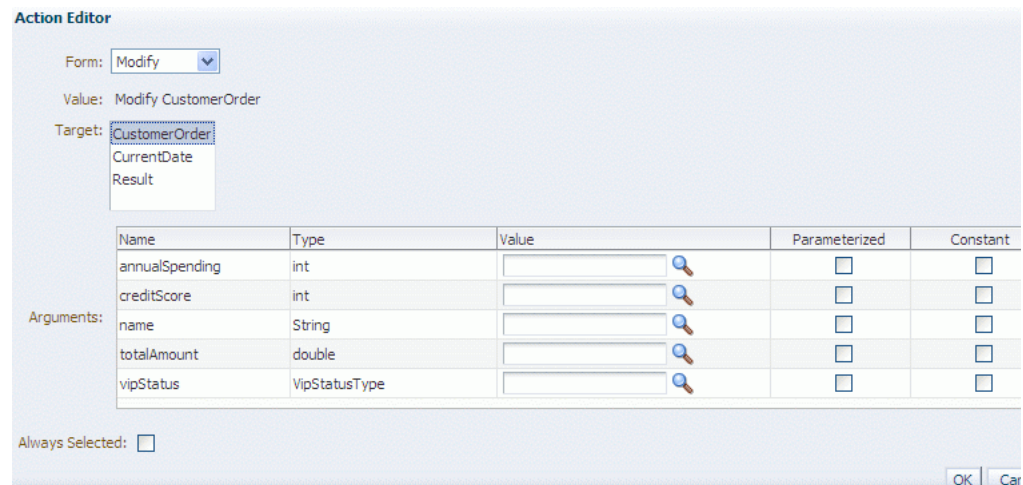 Action Editor
Form: Modify
Value: Modify CustomerOrder
Target: CustomerOrder
CurrentDate
Result
Name Type Value Parameterized Constant
annualSpending int
creditScore int
Arguments:
name String
totalAmount double
vipStatus VipStatusType
Always Selected:
OK